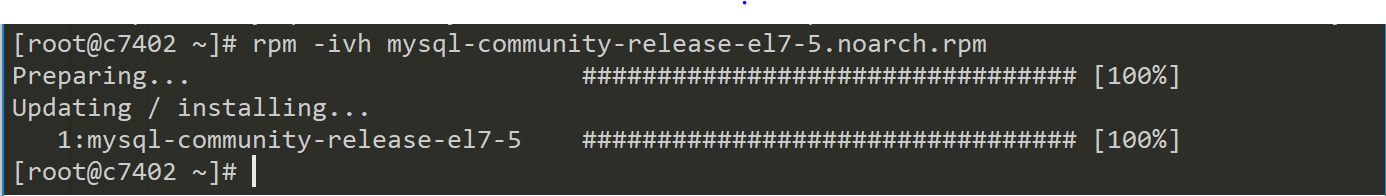 [root@c7402 ~]# rpm -ivh mysql-community-release-el7-5.noarch.rpm
Preparing...                          ################################# [100%]
Updating / installing...
   1:mysql-community-release-el7-5    ################################# [100%]
[root@c7402 ~]#